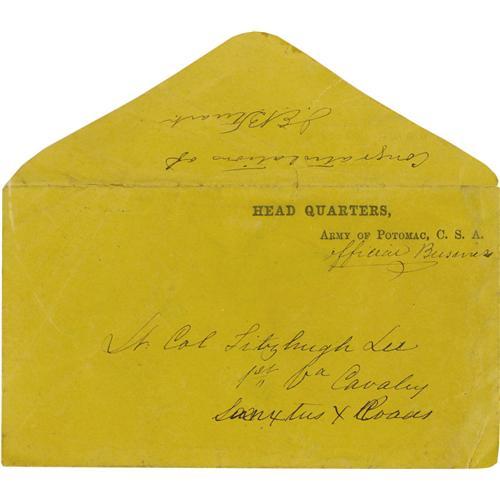 Congratulations of
J. E. B. Stuart
HEAD QUARTERS,
ARMY OF POTOMAC, C. S. A.
official Business
Lt. Col Fitzhugh Lee
1st Va Cavalry
X Roads